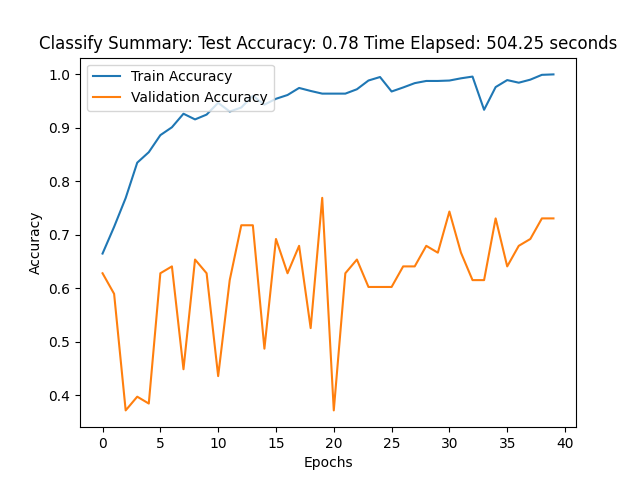 Classify Summary: Test Accuracy: 0.78 Time Elapsed: 504.25 seconds
Train Accuracy
Validation Accuracy
1.0
0.9
0.8
0.7
0.6
0.5
0.4
Accuracy
0 5 10 15 20 25 30 35 40
Epochs